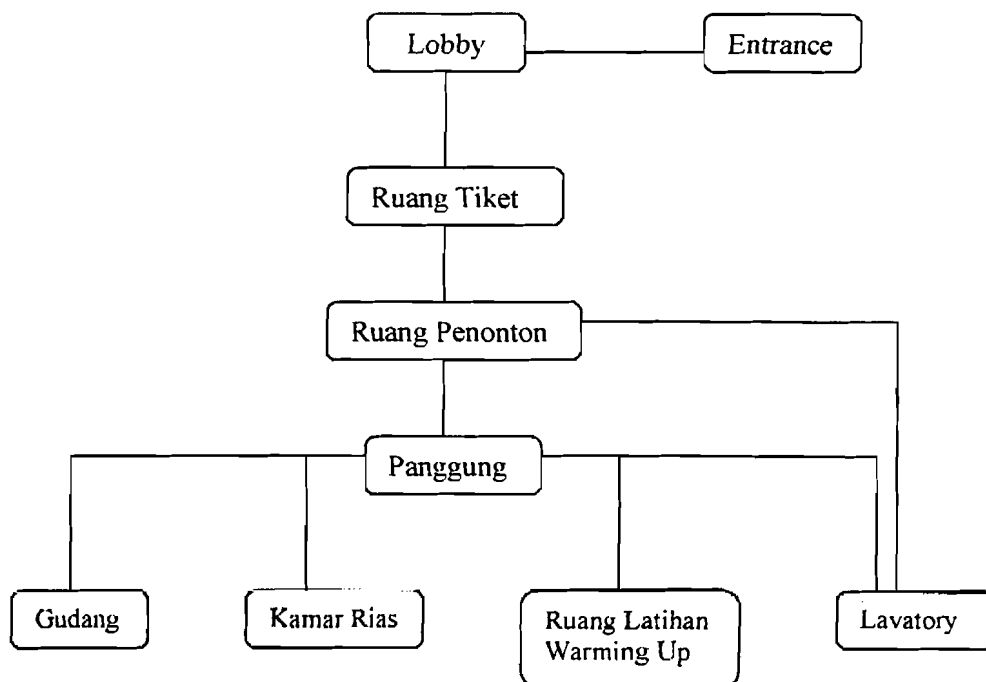 Lobby
Entrance
Ruang Tiket
Ruang Penonton
Panggung
Gudang
Kamar Rias
Ruang Latihan
Warming Up
Lavatory